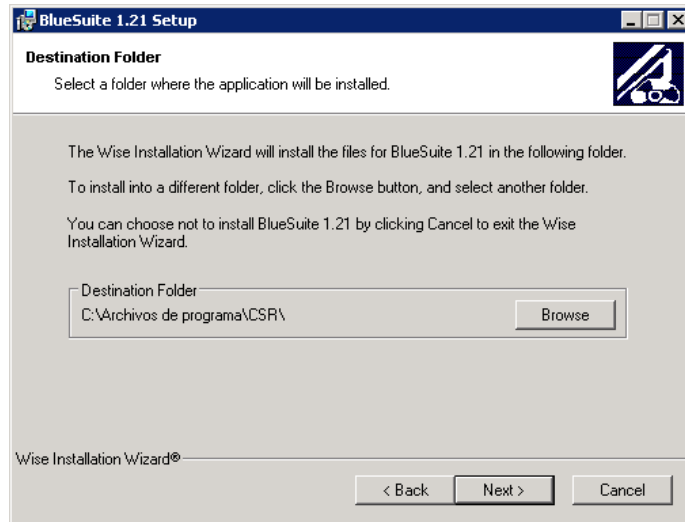 BlueSuite 1.21 Setup
Destination Folder
Select a folder where the application will be installed.
The Wise Installation Wizard will install the files for BlueSuite 1.21 in the following folder.
To install into a different folder, click the Browse button, and select another folder.
You can choose not to install BlueSuite 1.21 by clicking Cancel to exit the Wise
Installation Wizard.
Destination Folder
C:\Archivos de programa\CSR\
Browse
Wise Installation Wizard®
< Back
Next >
Cancel